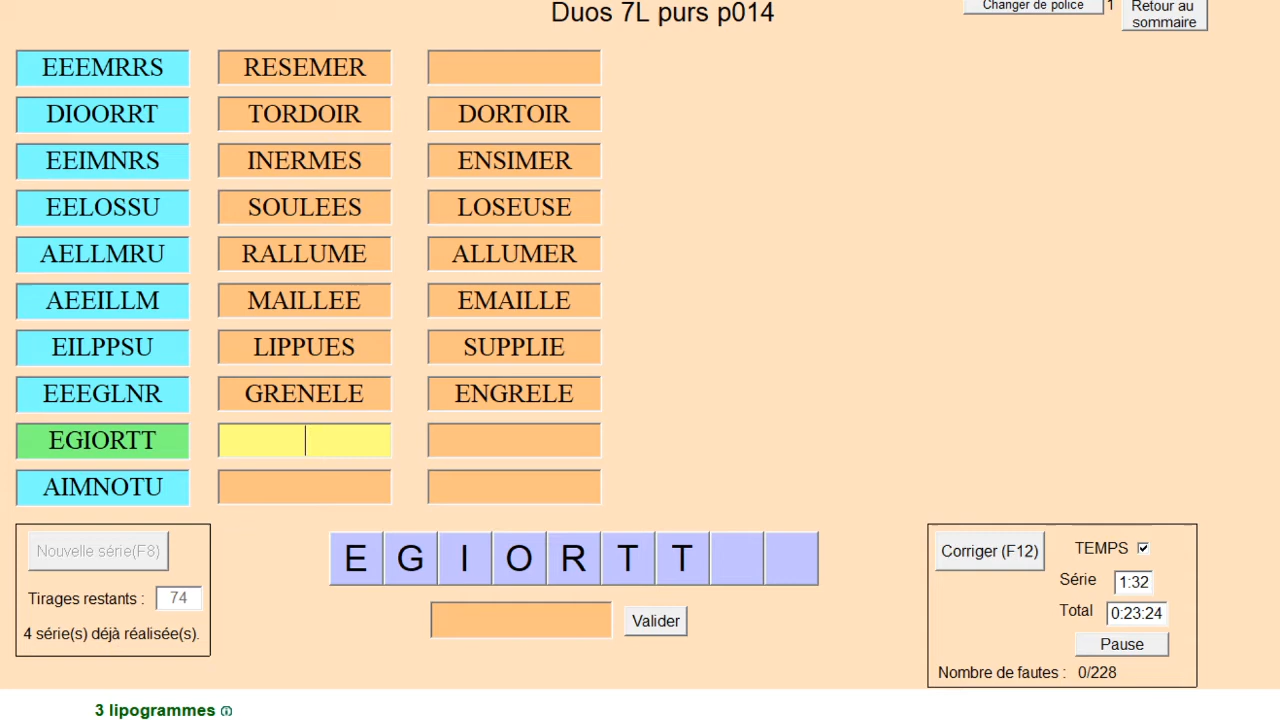 Duos 7L purs p014
Changer de police 1
Retour au
sommaire
EEEMRRS RESEMER
DIOORRT TORDOIR DORTOIR
EEIMNRS INERMES ENSIMER
EELOSSU SOULEES LOSEUSE
AELLMRU RALLUME ALLUMER
AEEILLM MAILLEE EMAILLE
EILPPSU LIPPUES SUPPLIE
EEEGLNR GRENELE ENGRELE
EGIORTT
AIMNOTU
Nouvelle série(F8)
Tirages restants : 74
4 série(s) déjà réalisée(s).
E G I O R T T
Valider
Corriger (F12)
TEMPS
Série 1:32
Total 0:23:24
Pause
Nombre de fautes : 0/228
3 lipogrammes